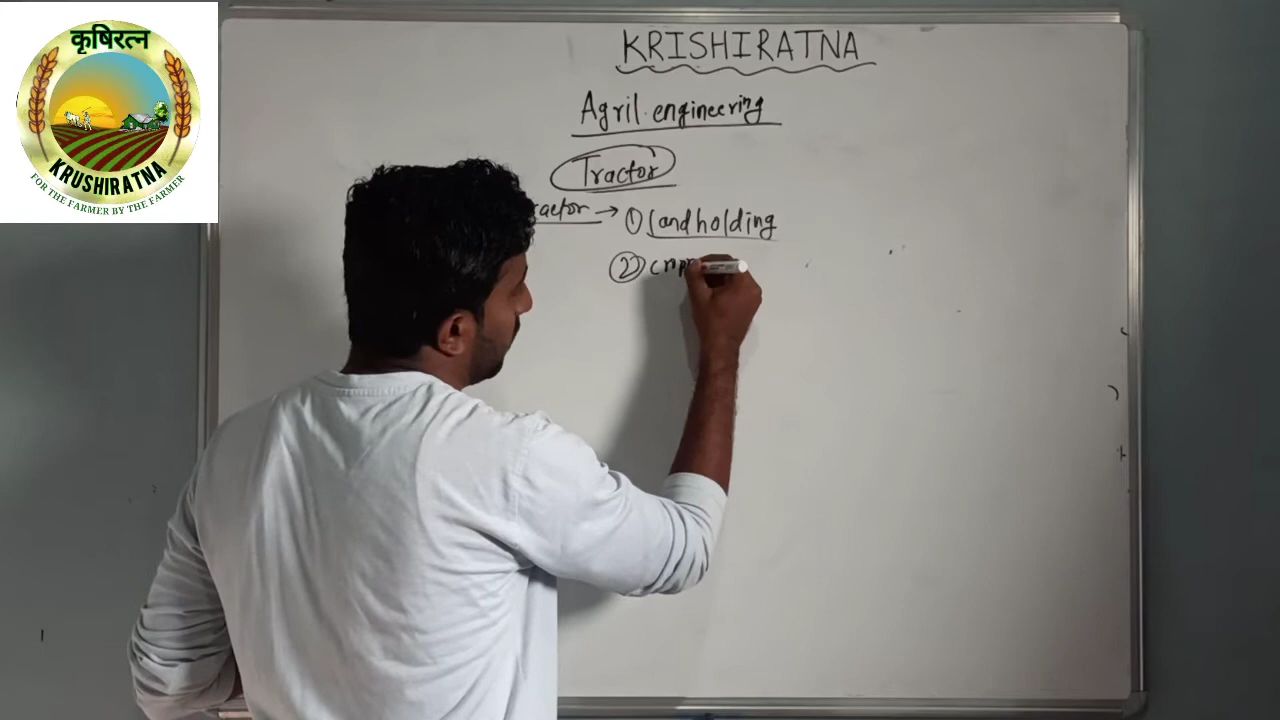 कृषिरत्न
KRUSHIRATNA
FOR THE FARMER BY THE FARMER
KRISHIRATNA
Agril. engineering
Tractor
→ ① landholding
②